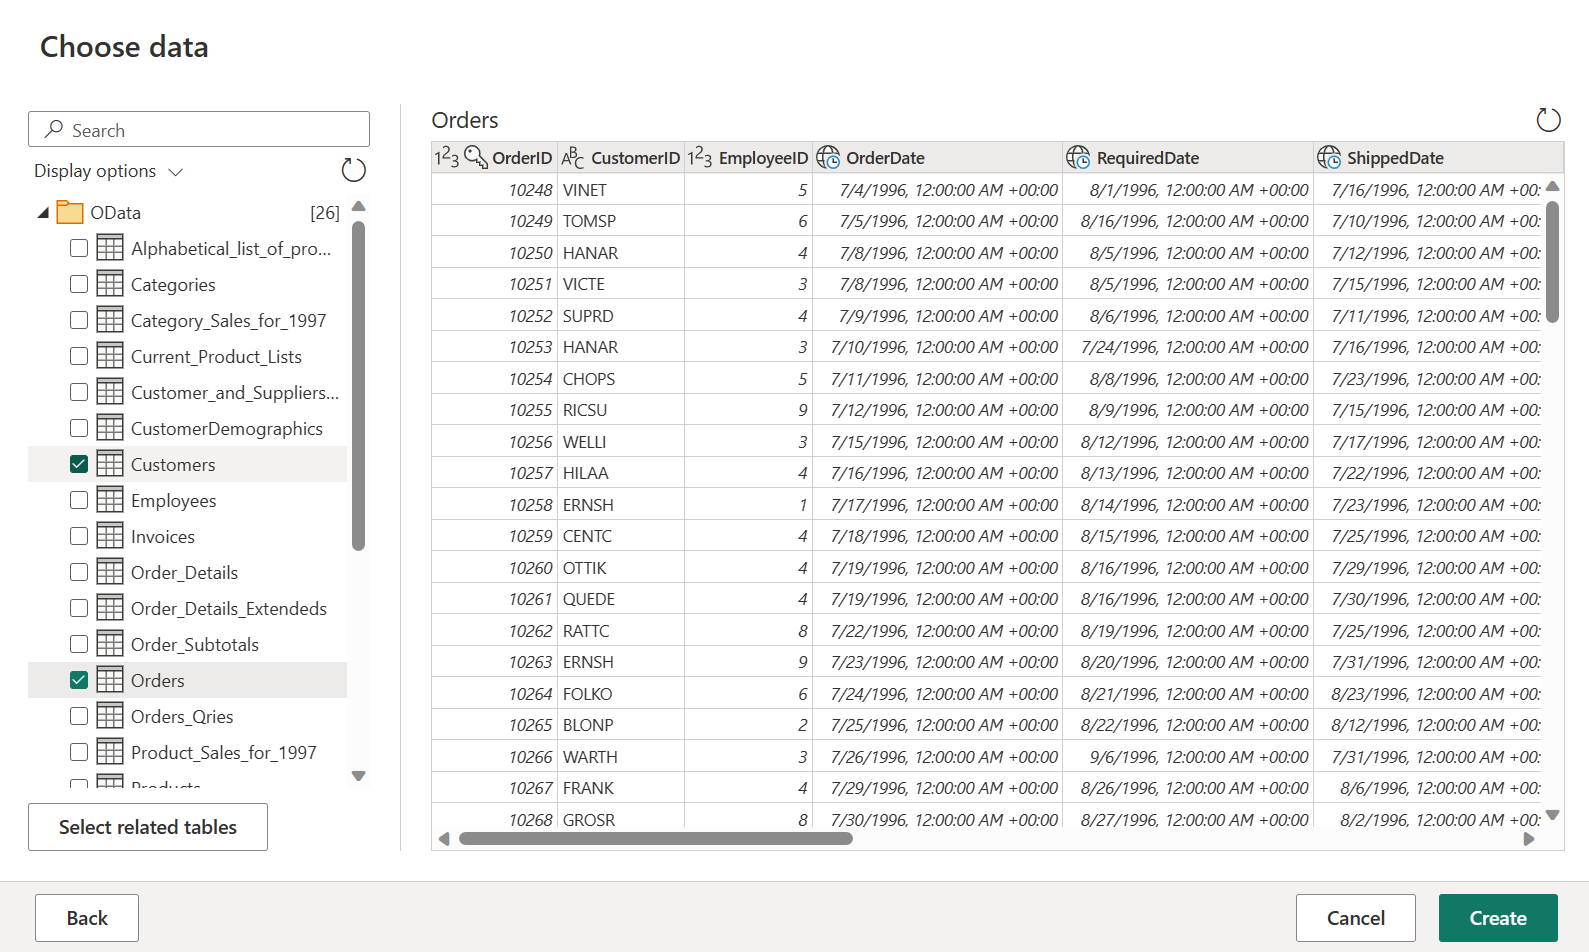 Choose data
Search
Display options
OData [26]
Alphabetical_list_of_pro...
Categories
Category_Sales_for_1997
Current_Product_Lists
Customer_and_Suppliers...
CustomerDemographics
Customers
Employees
Invoices
Order_Details
Order_Details_Extendeds
Order_Subtotals
Orders
Orders_Qries
Product_Sales_for_1997
Products
Select related tables
Orders
123 OrderID ABC CustomerID 123 EmployeeID OrderDate RequiredDate ShippedDate
10248 VINET 5 7/4/1996, 12:00:00 AM +00:00 8/1/1996, 12:00:00 AM +00:00 7/16/1996, 12:00:00 AM +00:
10249 TOMSP 6 7/5/1996, 12:00:00 AM +00:00 8/16/1996, 12:00:00 AM +00:00 7/10/1996, 12:00:00 AM +00:
10250 HANAR 4 7/8/1996, 12:00:00 AM +00:00 8/5/1996, 12:00:00 AM +00:00 7/12/1996, 12:00:00 AM +00:
10251 VICTE 3 7/8/1996, 12:00:00 AM +00:00 8/5/1996, 12:00:00 AM +00:00 7/15/1996, 12:00:00 AM +00:
10252 SUPRD 4 7/9/1996, 12:00:00 AM +00:00 8/6/1996, 12:00:00 AM +00:00 7/11/1996, 12:00:00 AM +00:
10253 HANAR 3 7/10/1996, 12:00:00 AM +00:00 7/24/1996, 12:00:00 AM +00:00 7/16/1996, 12:00:00 AM +00:
10254 CHOPS 5 7/11/1996, 12:00:00 AM +00:00 8/8/1996, 12:00:00 AM +00:00 7/23/1996, 12:00:00 AM +00:
10255 RICSU 9 7/12/1996, 12:00:00 AM +00:00 8/9/1996, 12:00:00 AM +00:00 7/15/1996, 12:00:00 AM +00:
10256 WELLI 3 7/15/1996, 12:00:00 AM +00:00 8/12/1996, 12:00:00 AM +00:00 7/17/1996, 12:00:00 AM +00:
10257 HILAA 4 7/16/1996, 12:00:00 AM +00:00 8/13/1996, 12:00:00 AM +00:00 7/22/1996, 12:00:00 AM +00:
10258 ERNSH 1 7/17/1996, 12:00:00 AM +00:00 8/14/1996, 12:00:00 AM +00:00 7/23/1996, 12:00:00 AM +00:
10259 CENTC 4 7/18/1996, 12:00:00 AM +00:00 8/15/1996, 12:00:00 AM +00:00 7/25/1996, 12:00:00 AM +00:
10260 OTTIK 4 7/19/1996, 12:00:00 AM +00:00 8/16/1996, 12:00:00 AM +00:00 7/29/1996, 12:00:00 AM +00:
10261 QUEDE 4 7/19/1996, 12:00:00 AM +00:00 8/16/1996, 12:00:00 AM +00:00 7/30/1996, 12:00:00 AM +00:
10262 RATTC 8 7/22/1996, 12:00:00 AM +00:00 8/19/1996, 12:00:00 AM +00:00 7/25/1996, 12:00:00 AM +00:
10263 ERNSH 9 7/23/1996, 12:00:00 AM +00:00 8/20/1996, 12:00:00 AM +00:00 7/31/1996, 12:00:00 AM +00:
10264 FOLKO 6 7/24/1996, 12:00:00 AM +00:00 8/21/1996, 12:00:00 AM +00:00 8/23/1996, 12:00:00 AM +00:
10265 BLONP 2 7/25/1996, 12:00:00 AM +00:00 8/22/1996, 12:00:00 AM +00:00 8/12/1996, 12:00:00 AM +00:
10266 WARTH 3 7/26/1996, 12:00:00 AM +00:00 9/6/1996, 12:00:00 AM +00:00 7/31/1996, 12:00:00 AM +00:
10267 FRANK 4 7/29/1996, 12:00:00 AM +00:00 8/26/1996, 12:00:00 AM +00:00 8/6/1996, 12:00:00 AM +00:
10268 GROSR 8 7/30/1996, 12:00:00 AM +00:00 8/27/1996, 12:00:00 AM +00:00 8/2/1996, 12:00:00 AM +00:
Back
Cancel
Create